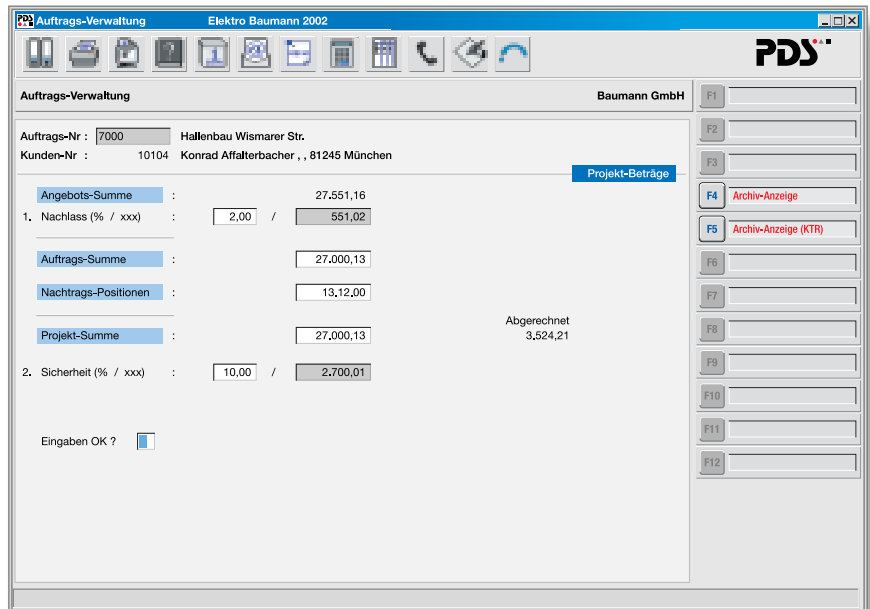 PDS Auftrags-Verwaltung Elektro Baumann 2002
PDS
Auftrags-Verwaltung Baumann GmbH
Auftrags-Nr : 7000 Hallenbau Wismarer Str.
Kunden-Nr : 10104 Konrad Affalterbacher , , 81245 München
Projekt-Beträge
Angebots-Summe : 27.551,16
1. Nachlass (% / xxx) : 2,00 / 551,02
Auftrags-Summe : 27.000,13
Nachtrags-Positionen : 13.12.00
Abgerechnet
Projekt-Summe : 27.000,13 3.524,21
2. Sicherheit (% / xxx) : 10,00 / 2.700,01
Eingaben OK ?
F1
F2
F3
F4 Archiv-Anzeige
F5 Archiv-Anzeige (KTR)
F6
F7
F8
F9
F10
F11
F12